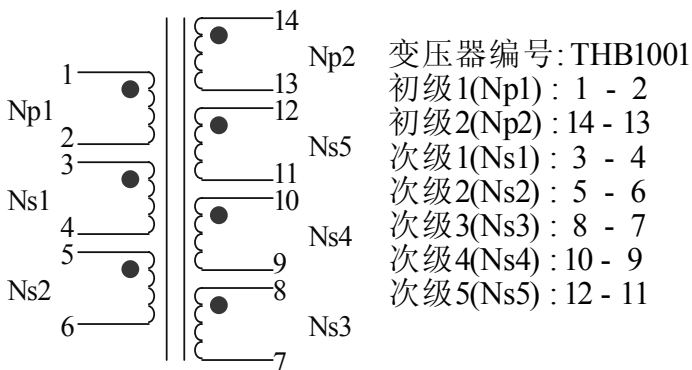 14
Np2
13
1
Np1
2
12
Ns5
11
3
Ns1
4
10
Ns4
9
5
Ns2
6
8
Ns3
7
变压器编号: THB1001
初级1(Np1) : 1 - 2
初级2(Np2) : 14 - 13
次级1(Ns1) : 3 - 4
次级2(Ns2) : 5 - 6
次级3(Ns3) : 8 - 7
次级4(Ns4) : 10 - 9
次级5(Ns5) : 12 - 11